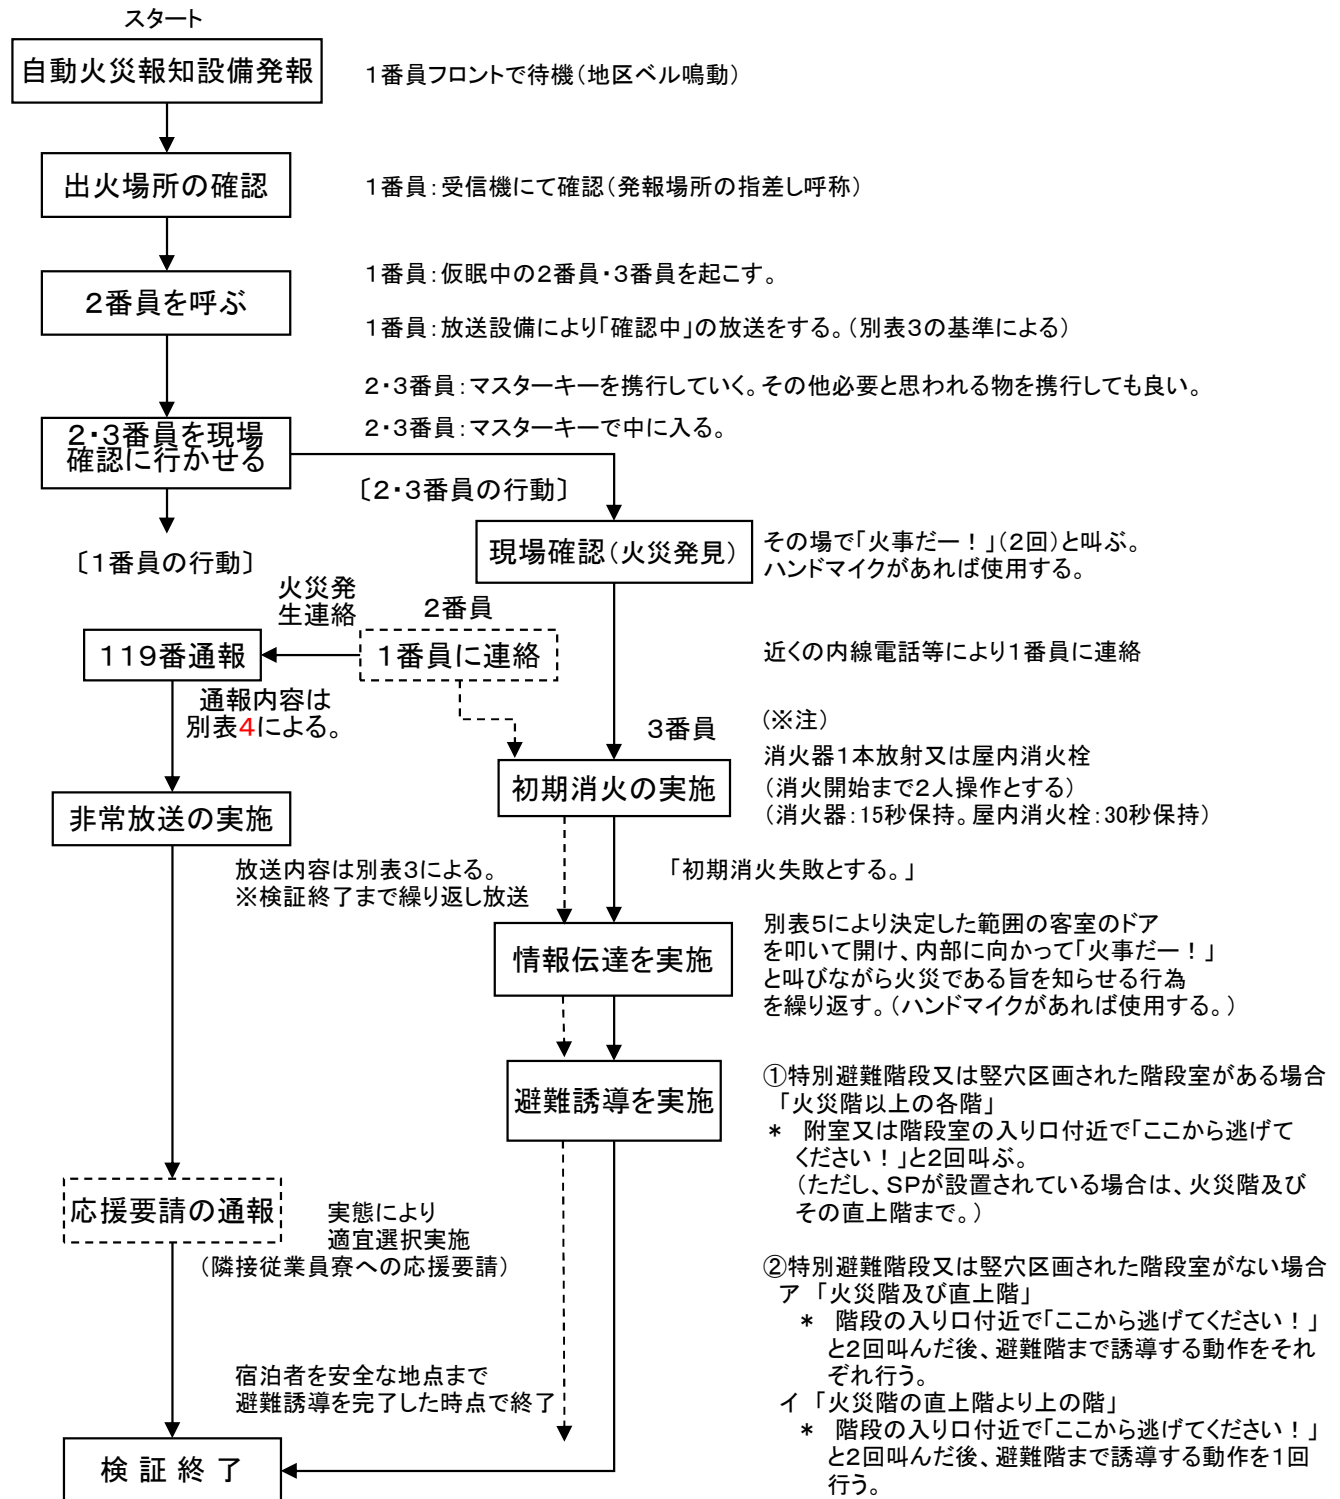 スタート
自動火災報知設備発報
1番員フロントで待機(地区ベル鳴動)
出火場所の確認
1番員:受信機にて確認(発報場所の指差し呼称)
2番員を呼ぶ
1番員:仮眠中の2番員・3番員を起こす。
1番員:放送設備により「確認中」の放送をする。(別表3の基準による)
2・3番員:マスターキーを携行していく。その他必要と思われる物を携行しても良い。
2・3番員を現場
確認に行かせる
2・3番員:マスターキーで中に入る。
〔2・3番員の行動〕
〔1番員の行動〕
現場確認(火災発見)
その場で「火事だー!」(2回)と叫ぶ。
ハンドマイクがあれば使用する。
火災発
生連絡
2番員
119番通報
1番員に連絡
近くの内線電話等により1番員に連絡
通報内容は
別表4による。
3番員
(※注)
初期消火の実施
消火器1本放射又は屋内消火栓
(消火開始まで2人操作とする)
(消火器:15秒保持。屋内消火栓:30秒保持)
非常放送の実施
放送内容は別表3による。
※検証終了まで繰り返し放送
「初期消火失敗とする。」
情報伝達を実施
別表5により決定した範囲の客室のドア
を叩いて開け、内部に向かって「火事だー!」
と叫びながら火災である旨を知らせる行為
を繰り返す。(ハンドマイクがあれば使用する。)
避難誘導を実施
①特別避難階段又は竪穴区画された階段室がある場合
「火災階以上の各階」
* 附室又は階段室の入り口付近で「ここから逃げて
ください!」と2回叫ぶ。
(ただし、SPが設置されている場合は、火災階及び
その直上階まで。)
応援要請の通報
実態により
適宜選択実施
(隣接従業員寮への応援要請)
②特別避難階段又は竪穴区画された階段室がない場合
ア 「火災階及び直上階」
* 階段の入り口付近で「ここから逃げてください!」
と2回叫んだ後、避難階まで誘導する動作をそれ
ぞれ行う。
イ 「火災階の直上階より上の階」
* 階段の入り口付近で「ここから逃げてください!」
と2回叫んだ後、避難階まで誘導する動作を1回
行う。
宿泊者を安全な地点まで
避難誘導を完了した時点で終了
検 証 終 了